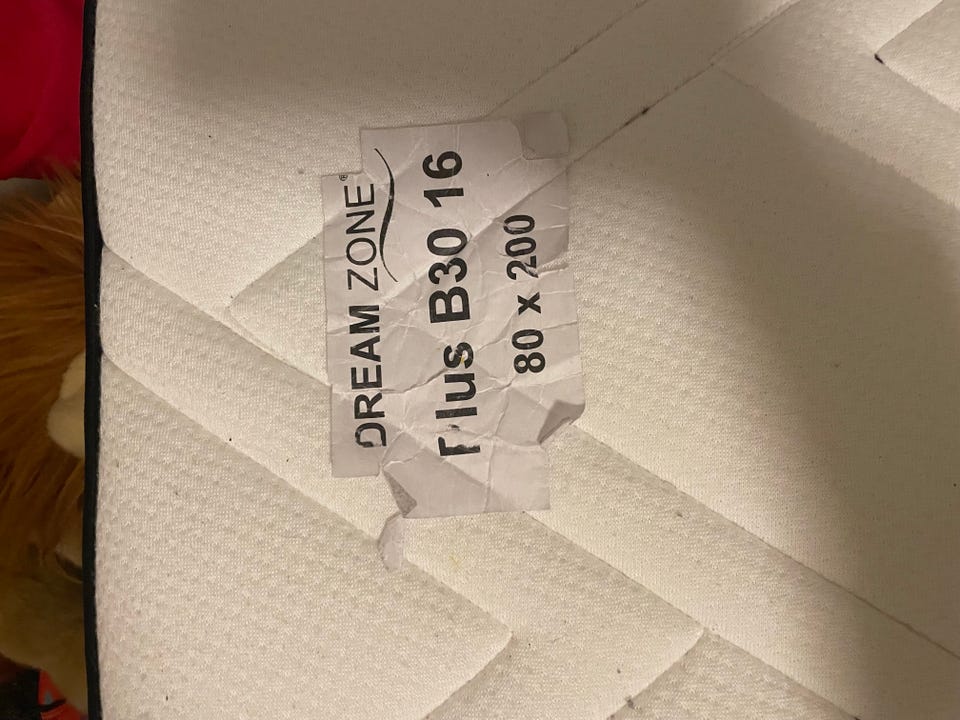 DREAM ZONE®
Plus B30 16
80 x 200